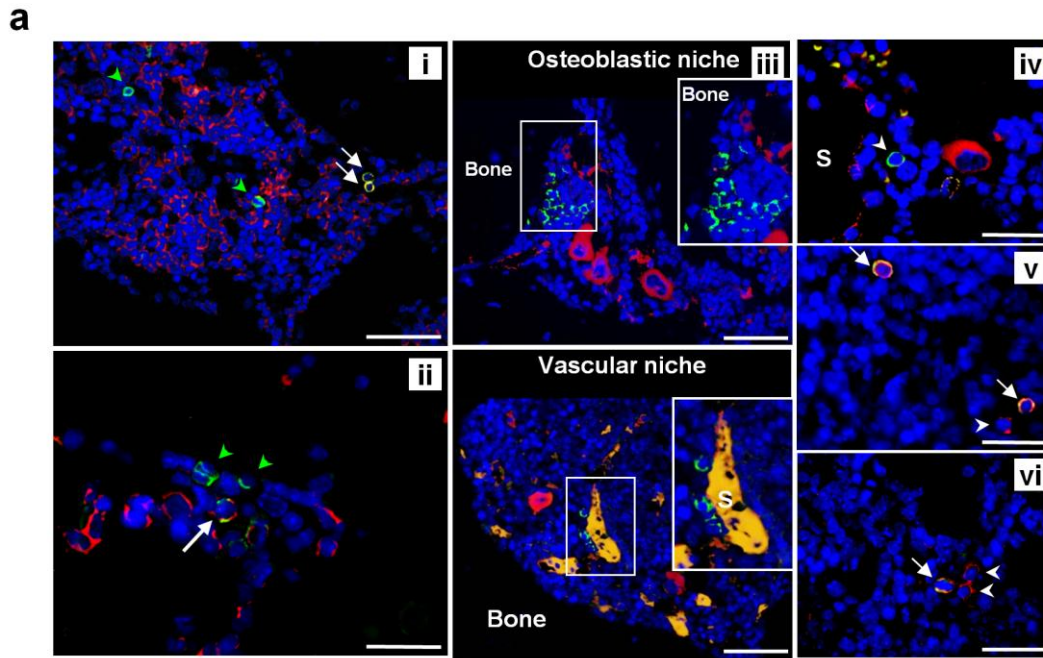 a
i
Osteoblastic niche
iii
Bone
Bone
iv
S
v
ii
Vascular niche
S
Bone
vi